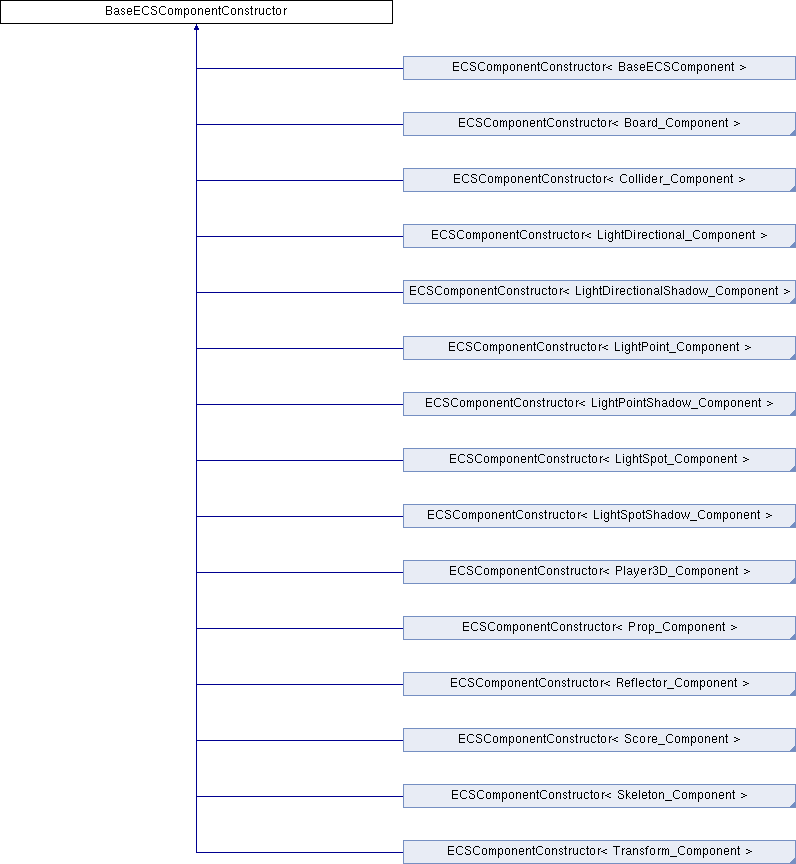 BaseECSComponentConstructor
ECSComponentConstructor< BaseECSComponent >
ECSComponentConstructor< Board_Component >
ECSComponentConstructor< Collider_Component >
ECSComponentConstructor< LightDirectional_Component >
ECSComponentConstructor< LightDirectionalShadow_Component >
ECSComponentConstructor< LightPoint_Component >
ECSComponentConstructor< LightPointShadow_Component >
ECSComponentConstructor< LightSpot_Component >
ECSComponentConstructor< LightSpotShadow_Component >
ECSComponentConstructor< Player3D_Component >
ECSComponentConstructor< Prop_Component >
ECSComponentConstructor< Reflector_Component >
ECSComponentConstructor< Score_Component >
ECSComponentConstructor< Skeleton_Component >
ECSComponentConstructor< Transform_Component >